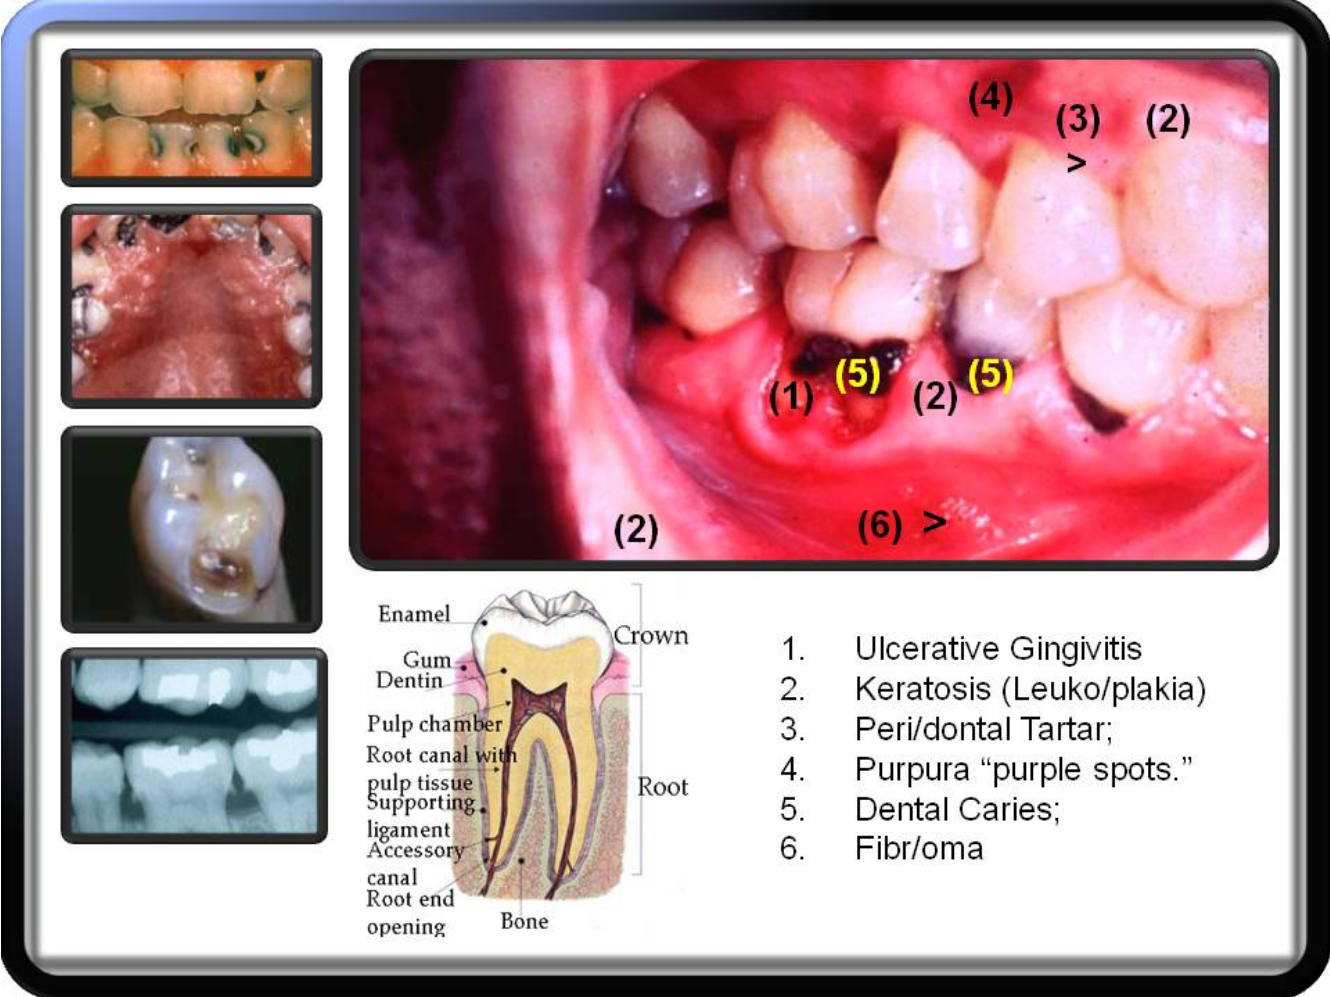 (4)
(3)
(2)
>
(5)
(5)
(1)
(2)
(2)
(6) >
Enamel
Crown
Gum
Dentin
Pulp chamber
Root canal with
pulp tissue
Root
Supporting
ligament
Accessory
canal
Root end
opening
Bone
1. Ulcerative Gingivitis
2. Keratosis (Leuko/plakia)
3. Peri/dontal Tartar;
4. Purpura “purple spots.”
5. Dental Caries;
6. Fibr/oma